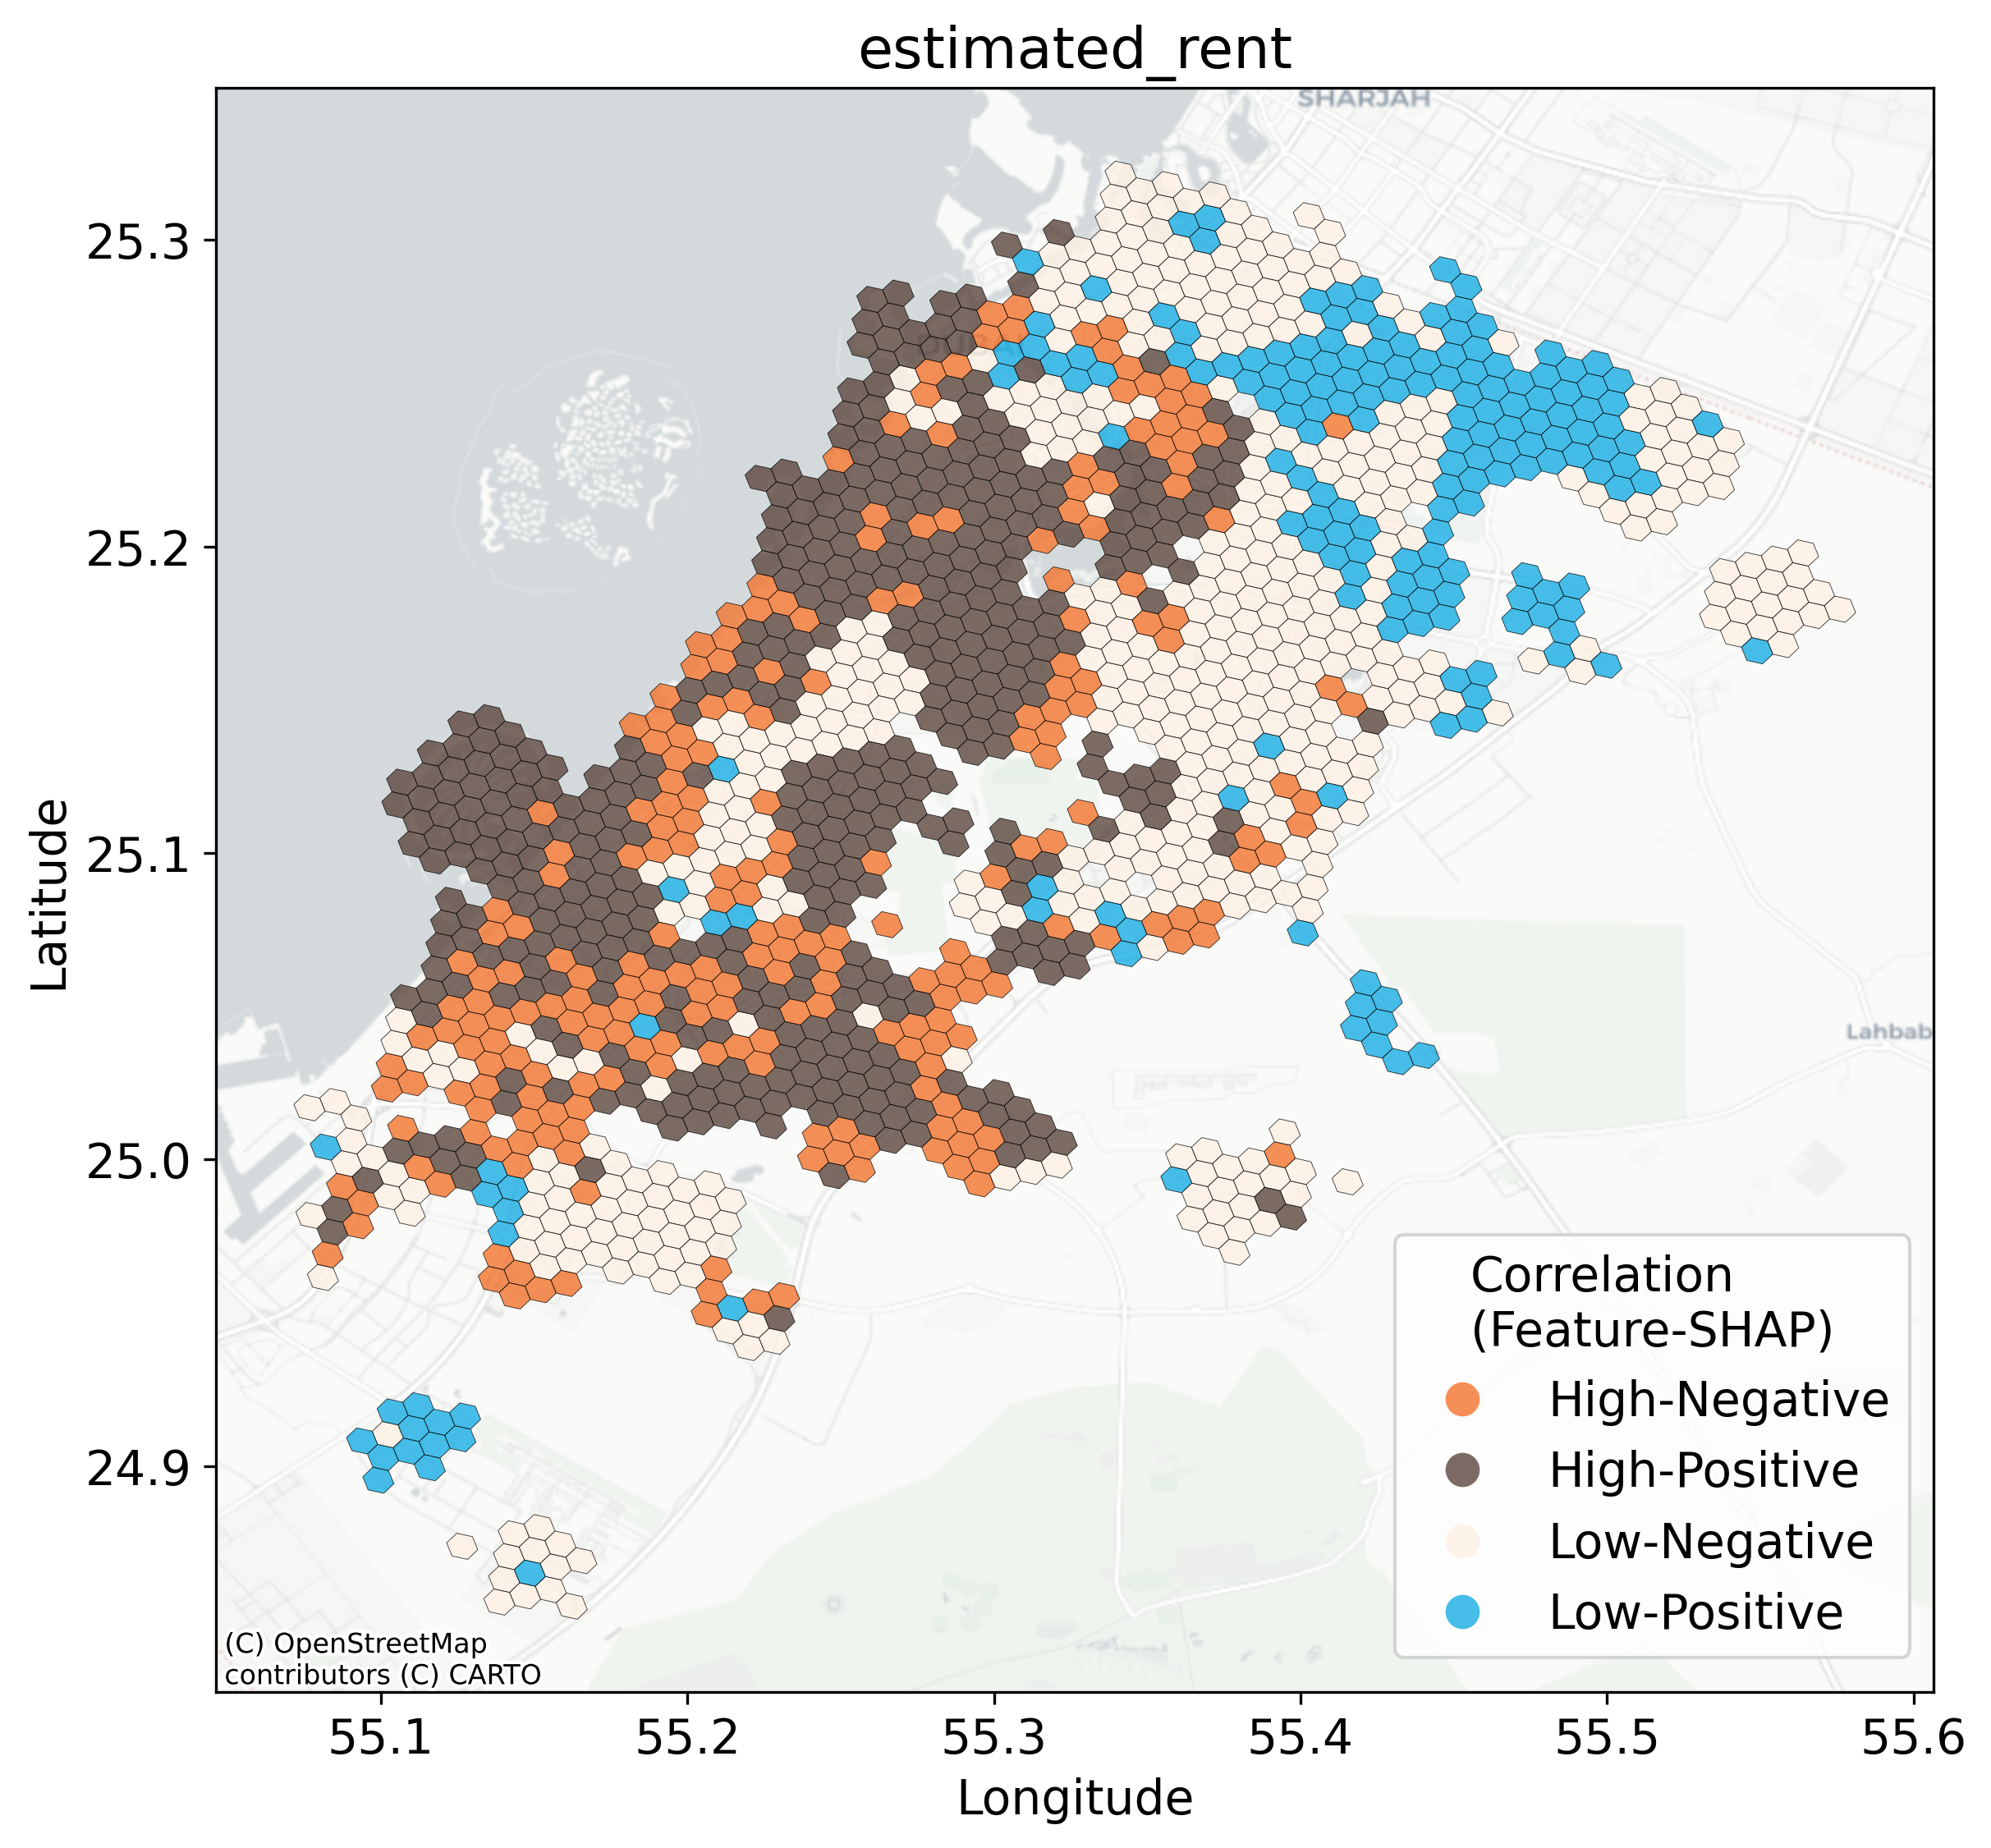 estimated_rent
SHARJAH
DUBAI
Lahbab
25.3
25.2
25.1
25.0
24.9
Latitude
Correlation
(Feature-SHAP)
High-Negative
High-Positive
Low-Negative
Low-Positive
(C) OpenStreetMap
contributors (C) CARTO
55.1
55.2
55.3
55.4
55.5
55.6
Longitude